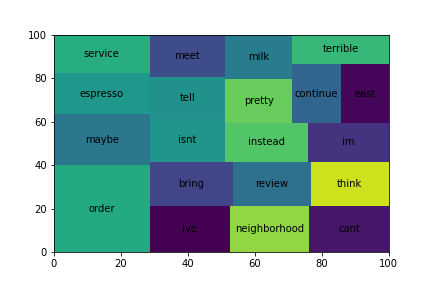 100
80
60
40
20
0
service
meet
milk
terrible
espresso
tell
pretty
continue
east
maybe
isnt
instead
im
order
bring
review
think
ive
neighborhood
cant
0 20 40 60 80 100